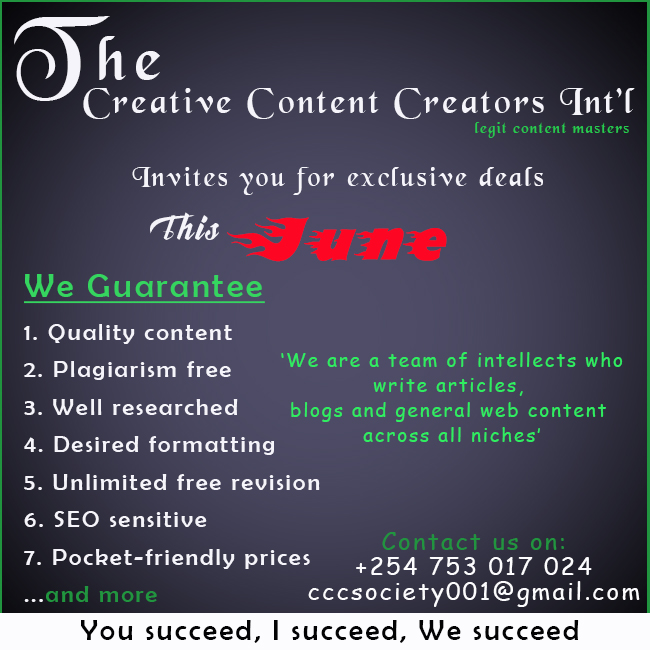 The
Creative Content Creators Int'l
legit content masters
Invites you for exclusive deals
This June
We Guarantee
1. Quality content
2. Plagiarism free
3. Well researched
4. Desired formatting
5. Unlimited free revision
6. SEO sensitive
7. Pocket-friendly prices
...and more
‘We are a team of intellects who
write articles,
blogs and general web content
across all niches’
Contact us on:
+254 753 017 024
cccsociety001@gmail.com
You succeed, I succeed, We succeed